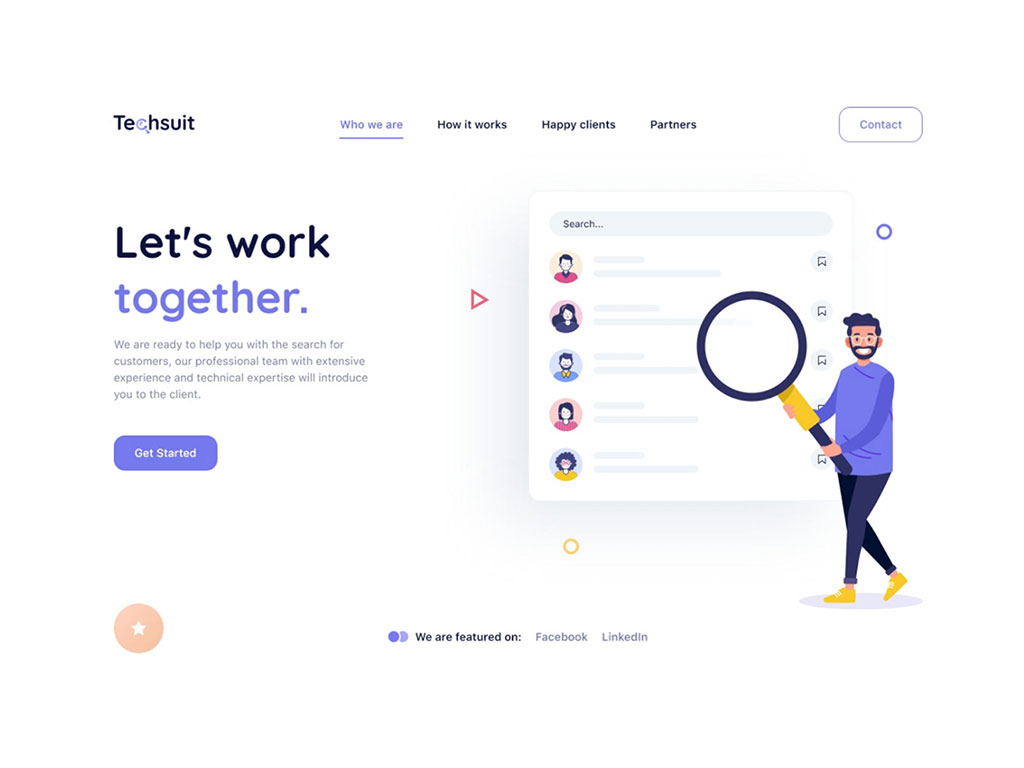 Techsuit
Who we are
How it works
Happy clients
Partners
Contact
Let's work
together.
We are ready to help you with the search for
customers, our professional team with extensive
experience and technical expertise will introduce
you to the client.
Get Started
Search...
We are featured on:
Facebook
LinkedIn